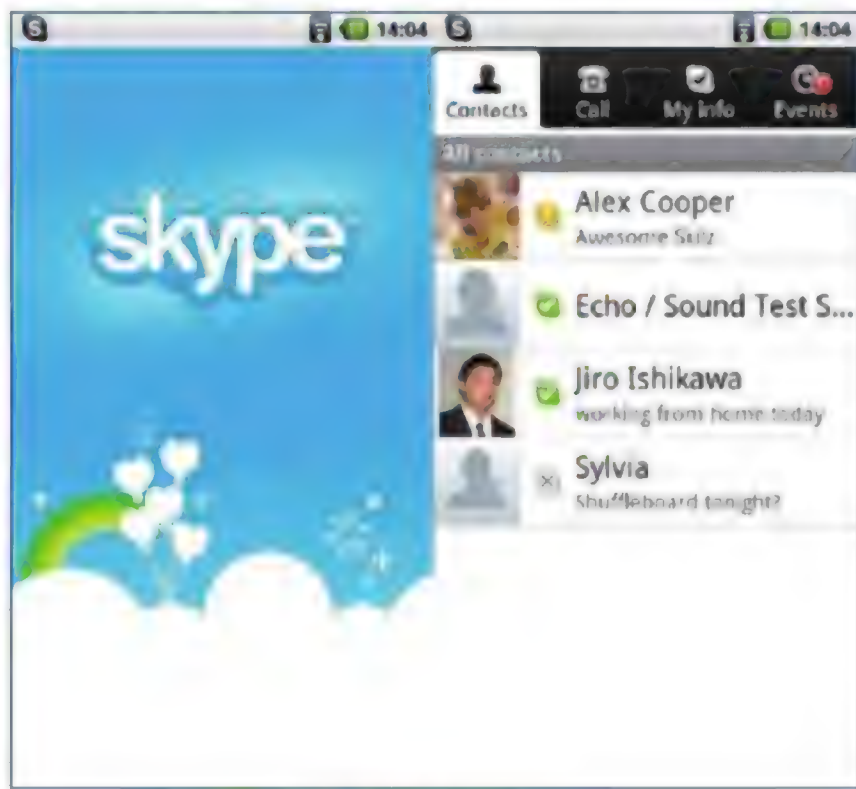 14:04
skype
14:04
Contacts Call My Info Events
All contacts
Alex Cooper
Awesome
Echo / Sound Test S...
Jiro Ishikawa
working from home today
Sylvia
Shuffleboard tonight?